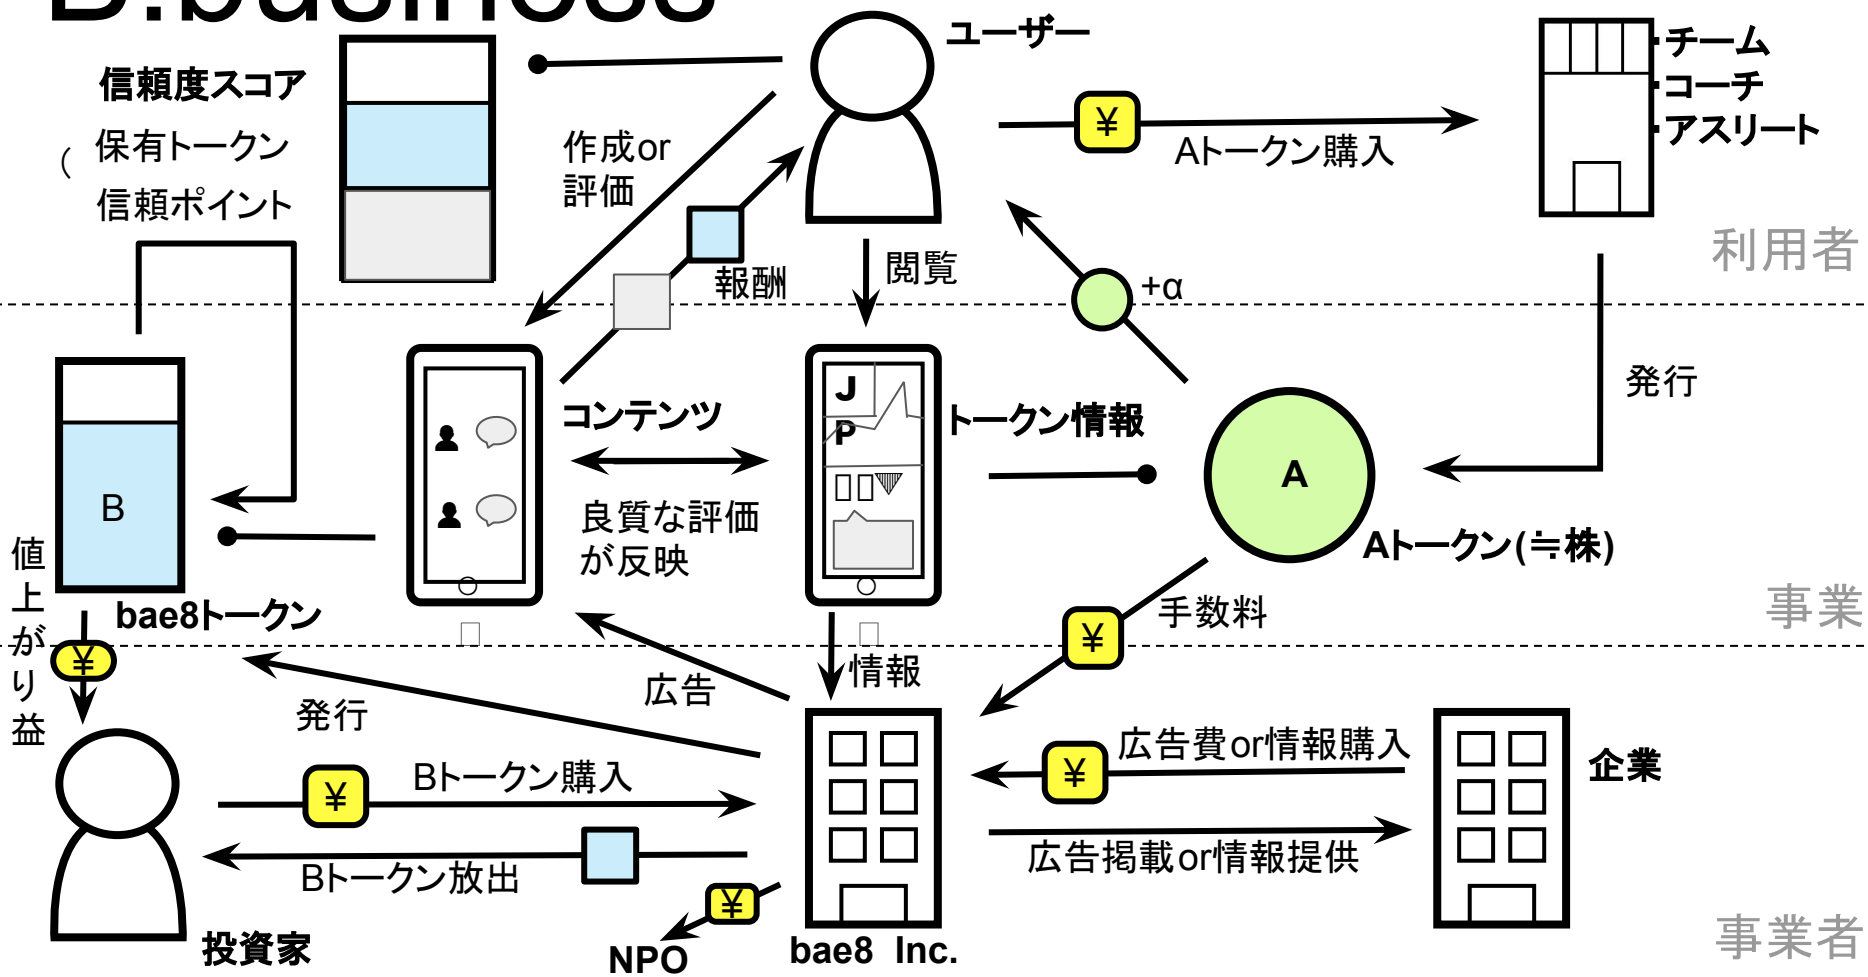 B.business
ユーザー
チーム
コーチ
アスリート
信頼度スコア
(
保有トークン
信頼ポイント
作成or
評価
¥
Aトークン購入
報酬
閲覧
+α
利用者
発行
コンテンツ
J
P
トークン情報
A
B
良質な評価
が反映
Aトークン(≒株)
値上がり益
bae8トークン
¥
手数料
¥
事業
広告
情報
発行
広告費or情報購入
¥
企業
Bトークン購入
¥
広告掲載or情報提供
Bトークン放出
¥
投資家
NPO
bae8 Inc.
事業者